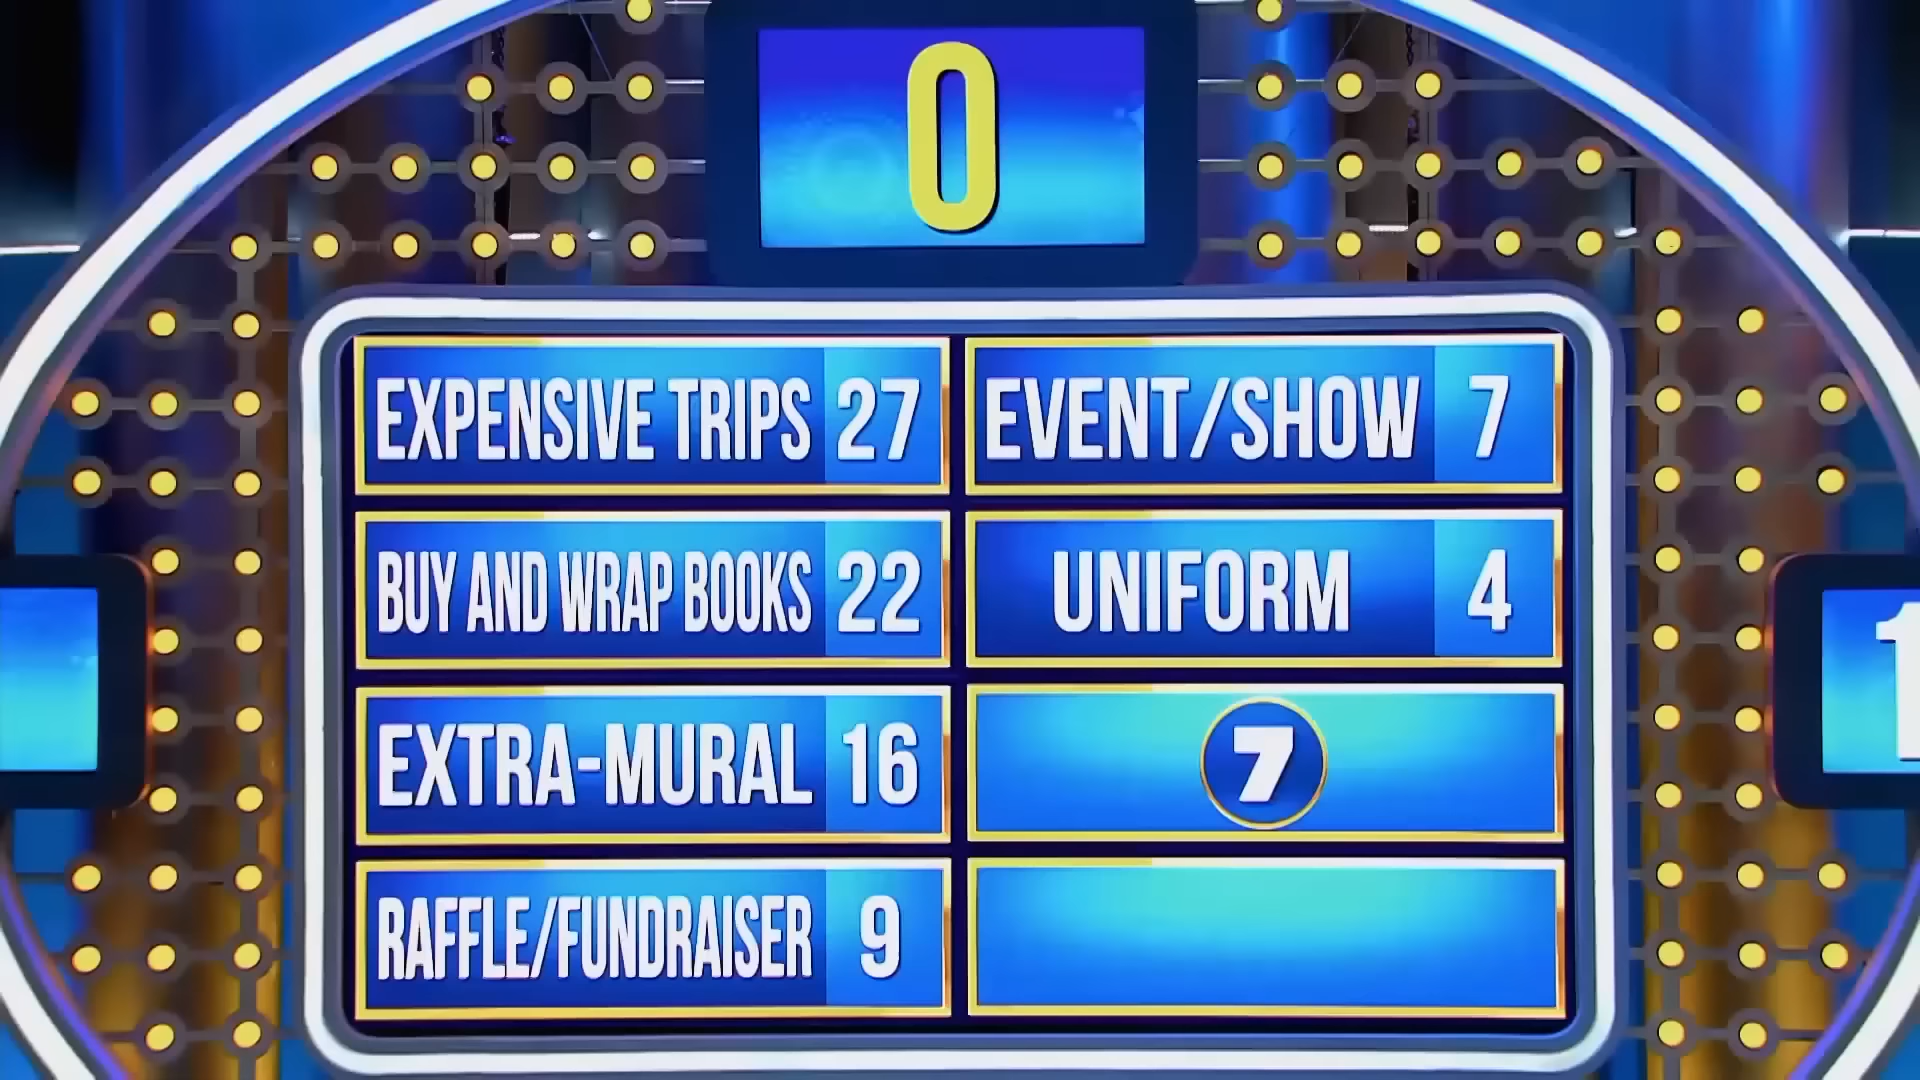 0
EXPENSIVE TRIPS 27
BUY AND WRAP BOOKS 22
EXTRA-MURAL 16
RAFFLE/FUNDRAISER 9
EVENT/SHOW 7
UNIFORM 4
7